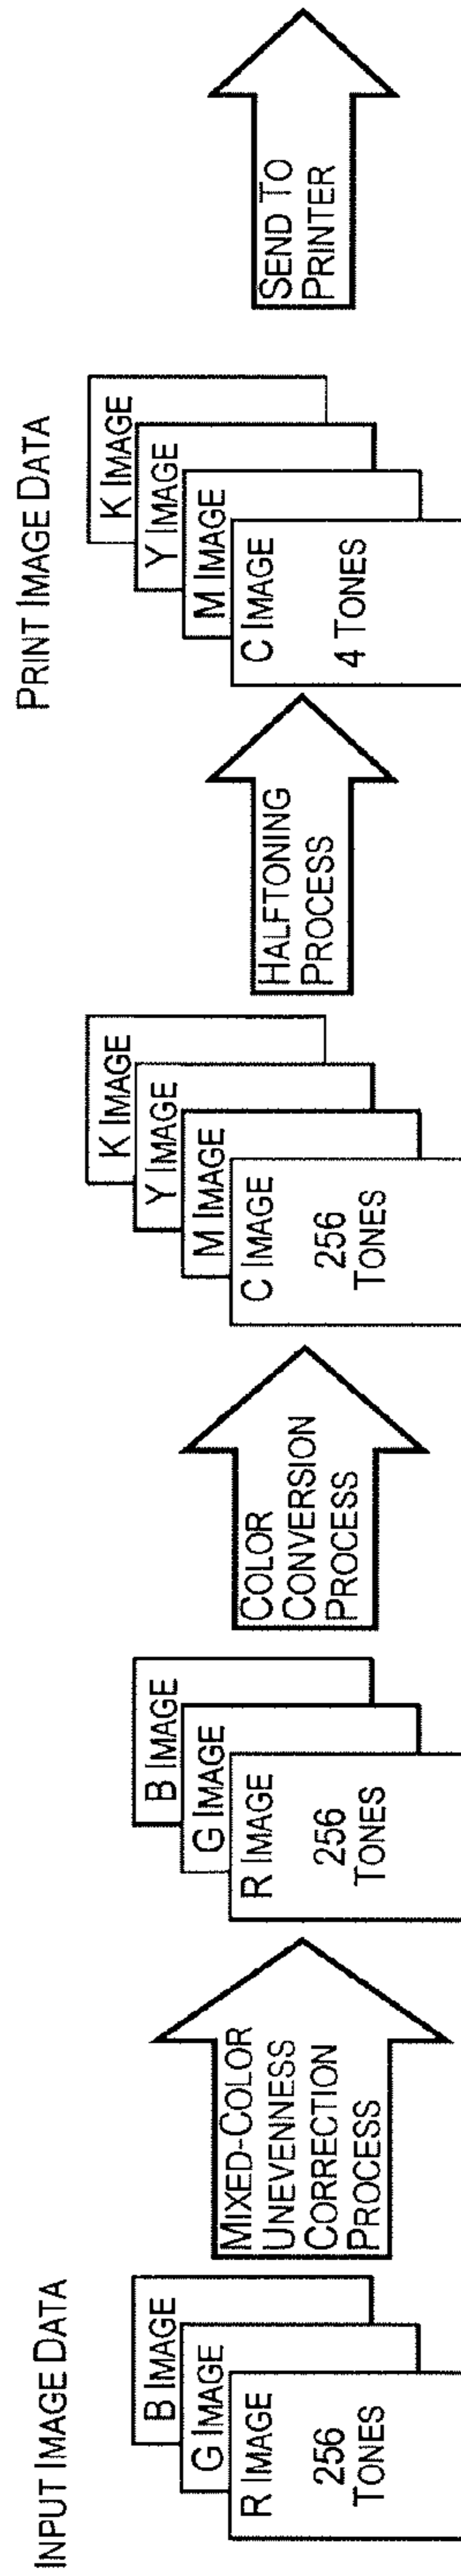 INPUT IMAGE DATA
B IMAGE
G IMAGE
R IMAGE
256
TONES
MIXED-COLOR
UNEVENNESS
CORRECTION
PROCESS
B IMAGE
G IMAGE
R IMAGE
256
TONES
COLOR
CONVERSION
PROCESS
K IMAGE
Y IMAGE
M IMAGE
C IMAGE
256
TONES
HALFTONING
PROCESS
PRINT IMAGE DATA
K IMAGE
Y IMAGE
M IMAGE
C IMAGE
4 TONES
SEND TO
PRINTER